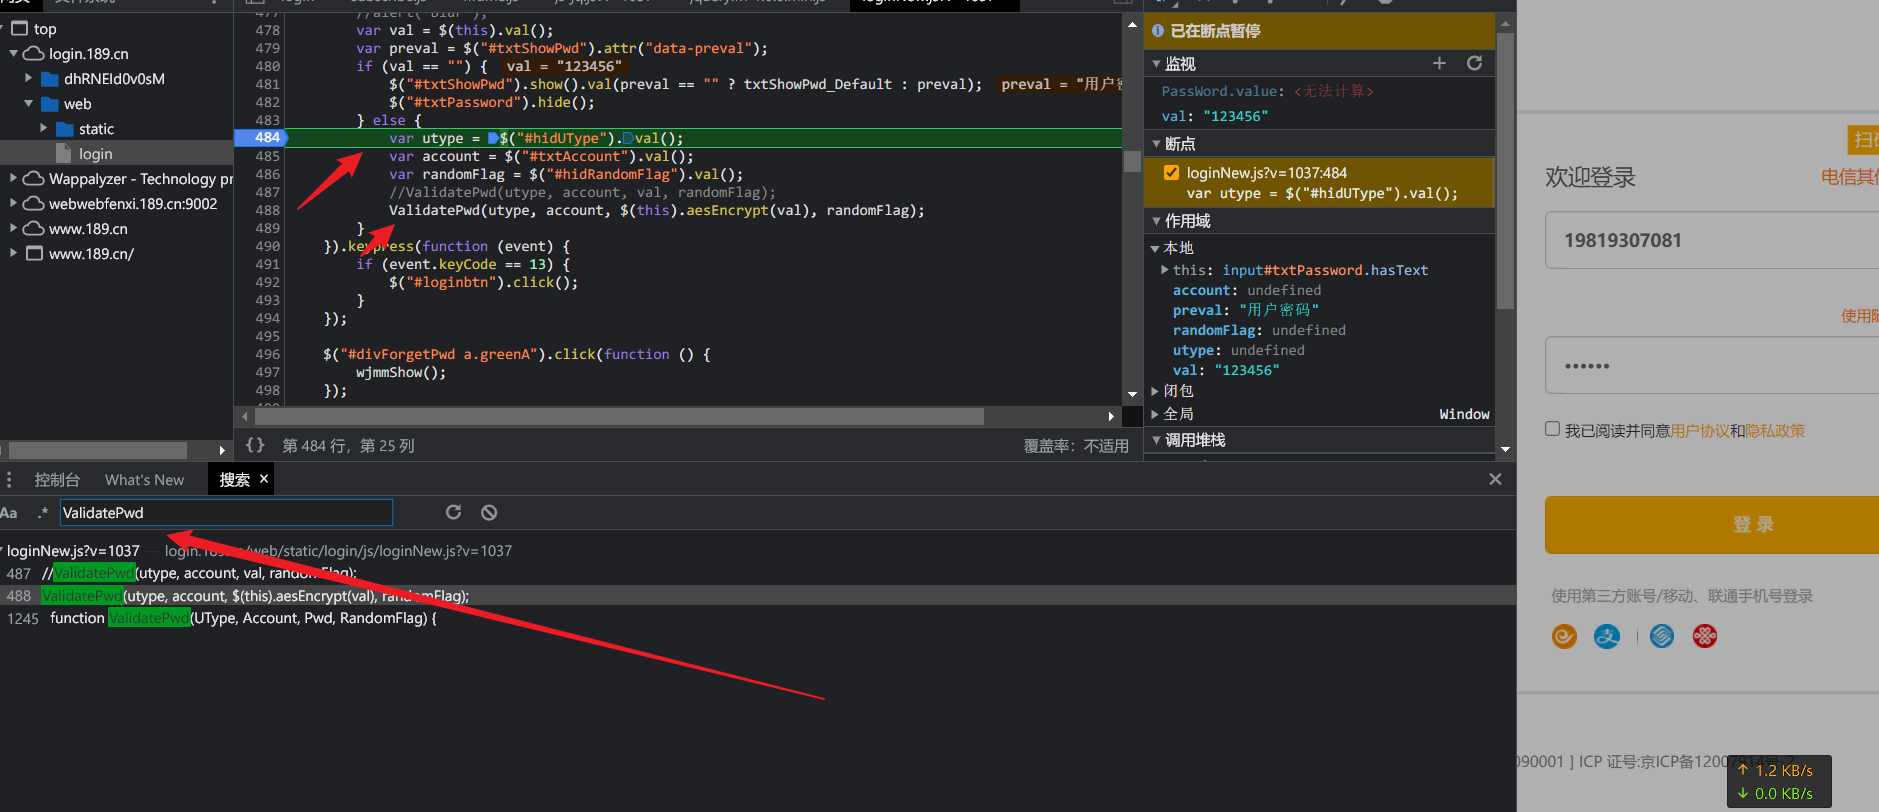 top
login.189.cn
dhRNEId0v0sM
web
static
login
Wappalyzer - Technology pr
webwebfenxi.189.cn:9002
www.189.cn
www.189.cn/
478 var val = $(this).val();
479 var preval = $("#txtShowPwd").attr("data-preval");
480 if (val == "") { val = "123456"
481 $("#txtShowPwd").show().val(preval == "" ? txtShowPwd_Default : preval); preval = "用户密
482 $("#txtPassword").hide();
483 } else {
484 var utype = $("#hidUType").val();
485 var account = $("#txtAccount").val();
486 var randomFlag = $("#hidRandomFlag").val();
487 //ValidatePwd(utype, account, val, randomFlag);
488 ValidatePwd(utype, account, $(this).aesEncrypt(val), randomFlag);
489 }
490 }).keypress(function (event) {
491 if (event.keyCode == 13) {
492 $("#loginbtn").click();
493 }
494 });
495
496 $("#divForgetPwd a.greenA").click(function () {
497 wjmmShow();
498 });
{} 第 484 行，第 25 列
覆盖率：不适用
已在断点暂停
监视
PassWord.value: <无法计算>
val: "123456"
断点
loginNew.js?v=1037:484
var utype = $("#hidUType").val();
作用域
本地
this: input#txtPassword.hasText
account: undefined
preval: "用户密码"
randomFlag: undefined
utype: undefined
val: "123456"
闭包
全局 Window
调用堆栈
控制台 What's New 搜索 ×
Aa .* ValidatePwd
loginNew.js?v=1037 — login.189.cn/web/static/login/js/loginNew.js?v=1037
487 //ValidatePwd(utype, account, val, randomFlag);
488 ValidatePwd(utype, account, $(this).aesEncrypt(val), randomFlag);
1245 function ValidatePwd(UType, Account, Pwd, RandomFlag) {
扫码
欢迎登录
电信其他
19819307081
使用随
••••••
我已阅读并同意用户协议和隐私政策
登 录
使用第三方账号/移动、联通手机号登录
090001 ] ICP 证号:京ICP备12007914号-2
↑ 1.2 KB/s
↓ 0.0 KB/s